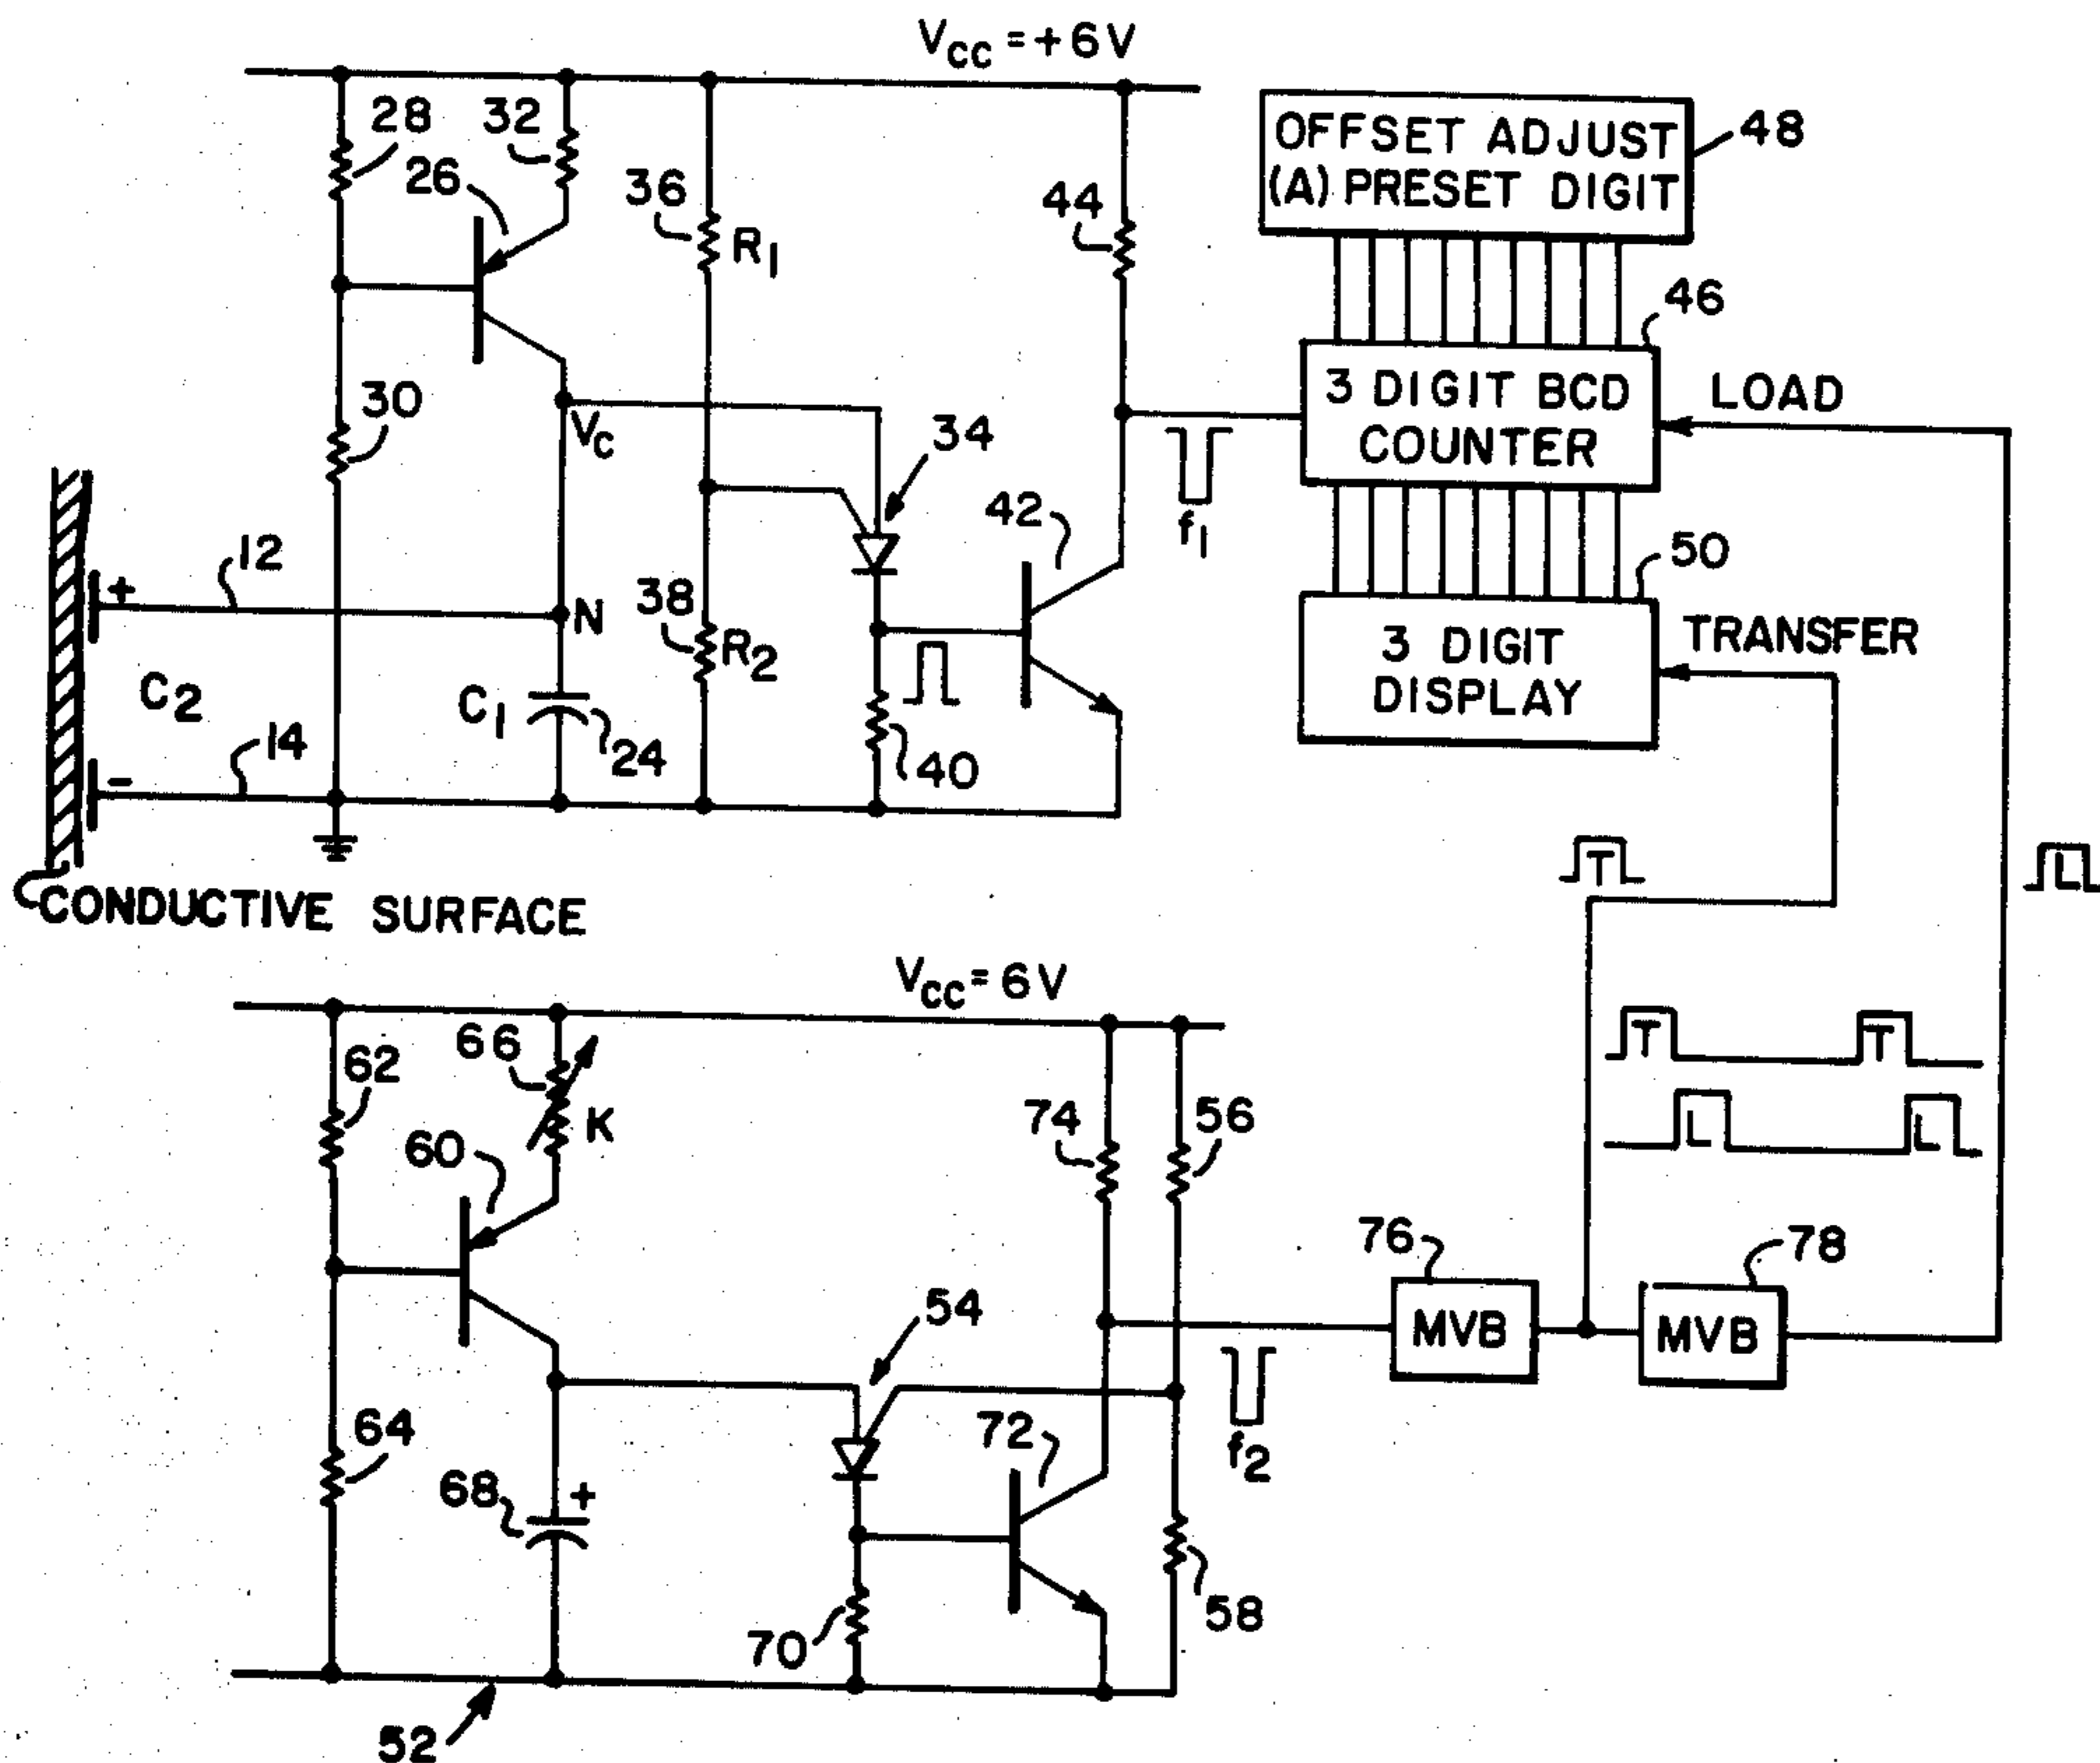 VCC = +6V
28
32
26
36
R1
44
OFFSET ADJUST
(A) PRESET DIGIT
48
46
3 DIGIT BCD
COUNTER
LOAD
30
VC
34
f1
42
12
+
N
38
R2
50
3 DIGIT
DISPLAY
TRANSFER
C2
C1
24
14
-
40
T
L
CONDUCTIVE SURFACE
VCC = 6V
62
66
K
60
74
56
T
T
L
L
76
MVB
78
MVB
54
64
68
+
72
f2
70
58
52